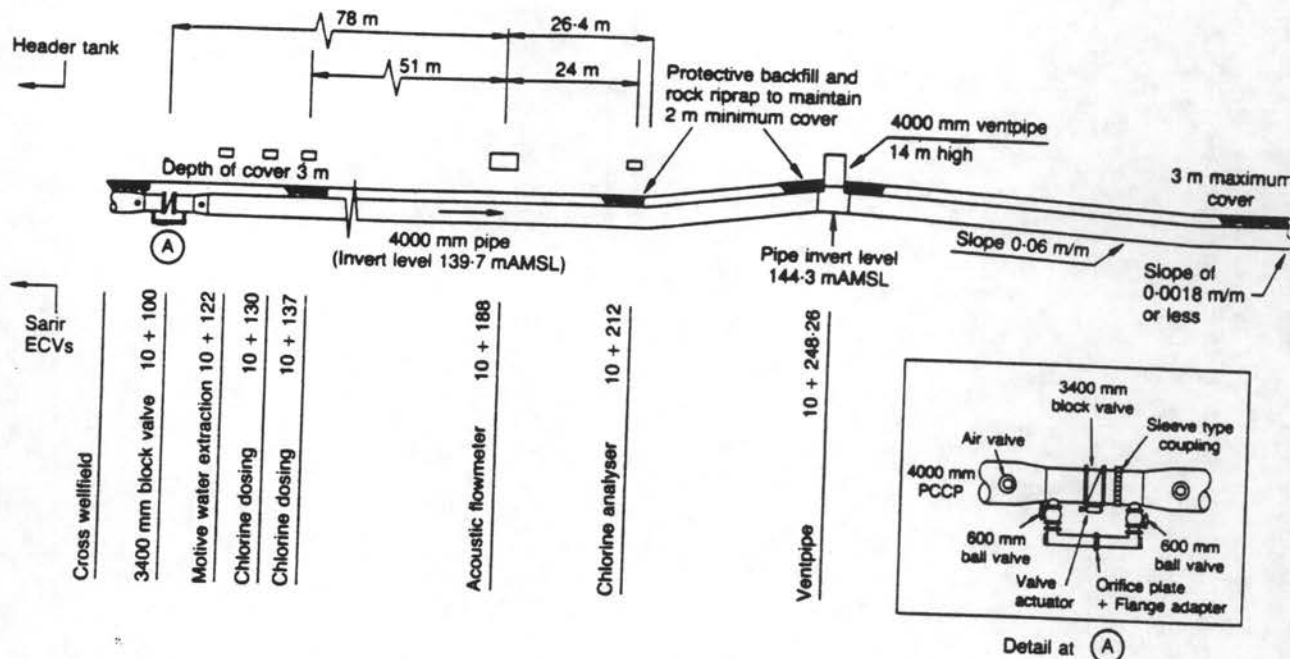 78 m
26·4 m
Header tank
51 m
24 m
Protective backfill and
rock riprap to maintain
2 m minimum cover
4000 mm ventpipe
14 m high
Depth of cover 3 m
3 m maximum
cover
A
4000 mm pipe
(Invert level 139·7 mAMSL)
Pipe invert level
144·3 mAMSL
Slope 0·06 m/m
Slope of
0·0018 m/m
or less
Sarir
ECVs
Cross wellfield
3400 mm block valve 10 + 100
Motive water extraction 10 + 122
Chlorine dosing 10 + 130
Chlorine dosing 10 + 137
Acoustic flowmeter 10 + 188
Chlorine analyser 10 + 212
Ventpipe 10 + 248·26
3400 mm
block valve
Sleeve type
coupling
Air valve
4000 mm
PCCP
600 mm
ball valve
600 mm
ball valve
Valve
actuator
Orifice plate
+ Flange adapter
Detail at A